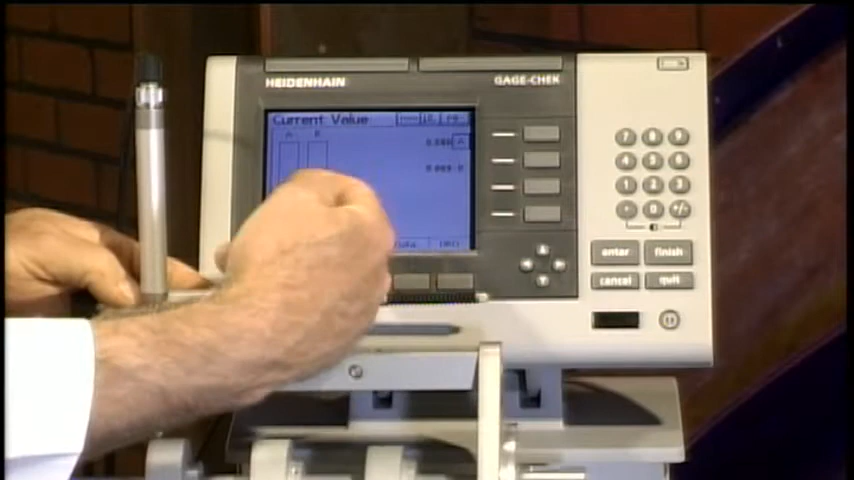 HEIDENHAIN
GAGE-CHEK
Current Value
A B
A
7 8 9
4 5 6
1 2 3
. 0 +/-
enter finish
cancel quit